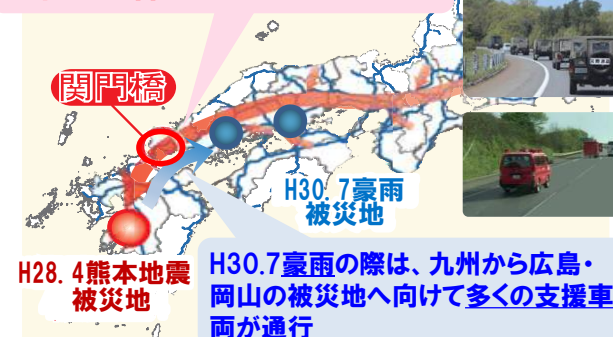 関門橋
H30.7豪雨
被災地
H28.4熊本地震
被災地
H30.7豪雨の際は、九州から広島・
岡山の被災地へ向けて多くの支援車
両が通行